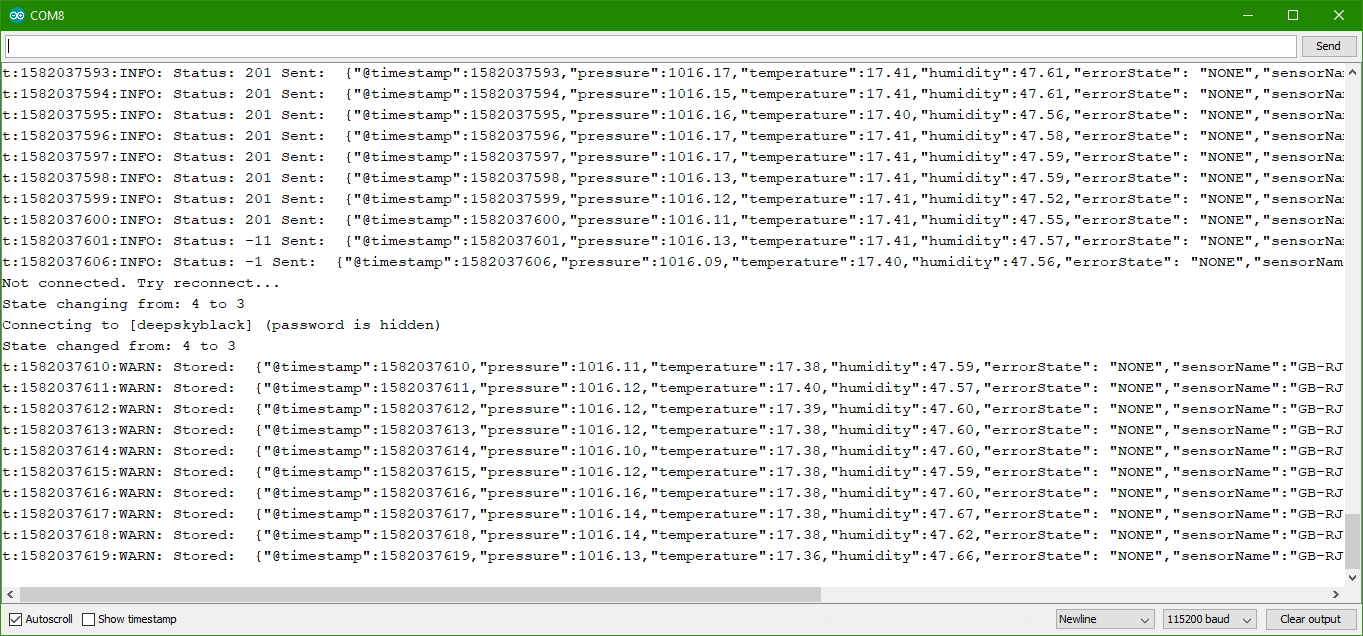 COM8
Send
t:1582037593:INFO: Status: 201 Sent:  {"@timestamp":1582037593,"pressure":1016.17,"temperature":17.41,"humidity":47.61,"errorState": "NONE","sensorNa
t:1582037594:INFO: Status: 201 Sent:  {"@timestamp":1582037594,"pressure":1016.15,"temperature":17.41,"humidity":47.61,"errorState": "NONE","sensorNa
t:1582037595:INFO: Status: 201 Sent:  {"@timestamp":1582037595,"pressure":1016.16,"temperature":17.40,"humidity":47.56,"errorState": "NONE","sensorNa
t:1582037596:INFO: Status: 201 Sent:  {"@timestamp":1582037596,"pressure":1016.17,"temperature":17.41,"humidity":47.58,"errorState": "NONE","sensorNa
t:1582037597:INFO: Status: 201 Sent:  {"@timestamp":1582037597,"pressure":1016.17,"temperature":17.41,"humidity":47.59,"errorState": "NONE","sensorNa
t:1582037598:INFO: Status: 201 Sent:  {"@timestamp":1582037598,"pressure":1016.13,"temperature":17.41,"humidity":47.59,"errorState": "NONE","sensorNa
t:1582037599:INFO: Status: 201 Sent:  {"@timestamp":1582037599,"pressure":1016.12,"temperature":17.41,"humidity":47.52,"errorState": "NONE","sensorNa
t:1582037600:INFO: Status: 201 Sent:  {"@timestamp":1582037600,"pressure":1016.11,"temperature":17.41,"humidity":47.55,"errorState": "NONE","sensorNa
t:1582037601:INFO: Status: -11 Sent:  {"@timestamp":1582037601,"pressure":1016.13,"temperature":17.41,"humidity":47.57,"errorState": "NONE","sensorNa
t:1582037606:INFO: Status: -1 Sent:  {"@timestamp":1582037606,"pressure":1016.09,"temperature":17.40,"humidity":47.56,"errorState": "NONE","sensorNam
Not connected. Try reconnect...
State changing from: 4 to 3
Connecting to [deepskyblack] (password is hidden)
State changed from: 4 to 3
t:1582037610:WARN: Stored:  {"@timestamp":1582037610,"pressure":1016.11,"temperature":17.38,"humidity":47.59,"errorState": "NONE","sensorName":"GB-RJ
t:1582037611:WARN: Stored:  {"@timestamp":1582037611,"pressure":1016.12,"temperature":17.40,"humidity":47.57,"errorState": "NONE","sensorName":"GB-RJ
t:1582037612:WARN: Stored:  {"@timestamp":1582037612,"pressure":1016.12,"temperature":17.39,"humidity":47.60,"errorState": "NONE","sensorName":"GB-RJ
t:1582037613:WARN: Stored:  {"@timestamp":1582037613,"pressure":1016.12,"temperature":17.38,"humidity":47.60,"errorState": "NONE","sensorName":"GB-RJ
t:1582037614:WARN: Stored:  {"@timestamp":1582037614,"pressure":1016.10,"temperature":17.38,"humidity":47.60,"errorState": "NONE","sensorName":"GB-RJ
t:1582037615:WARN: Stored:  {"@timestamp":1582037615,"pressure":1016.12,"temperature":17.38,"humidity":47.59,"errorState": "NONE","sensorName":"GB-RJ
t:1582037616:WARN: Stored:  {"@timestamp":1582037616,"pressure":1016.16,"temperature":17.38,"humidity":47.60,"errorState": "NONE","sensorName":"GB-RJ
t:1582037617:WARN: Stored:  {"@timestamp":1582037617,"pressure":1016.14,"temperature":17.38,"humidity":47.67,"errorState": "NONE","sensorName":"GB-RJ
t:1582037618:WARN: Stored:  {"@timestamp":1582037618,"pressure":1016.14,"temperature":17.38,"humidity":47.62,"errorState": "NONE","sensorName":"GB-RJ
t:1582037619:WARN: Stored:  {"@timestamp":1582037619,"pressure":1016.13,"temperature":17.36,"humidity":47.66,"errorState": "NONE","sensorName":"GB-RJ
Autoscroll Show timestamp Newline 115200 baud Clear output